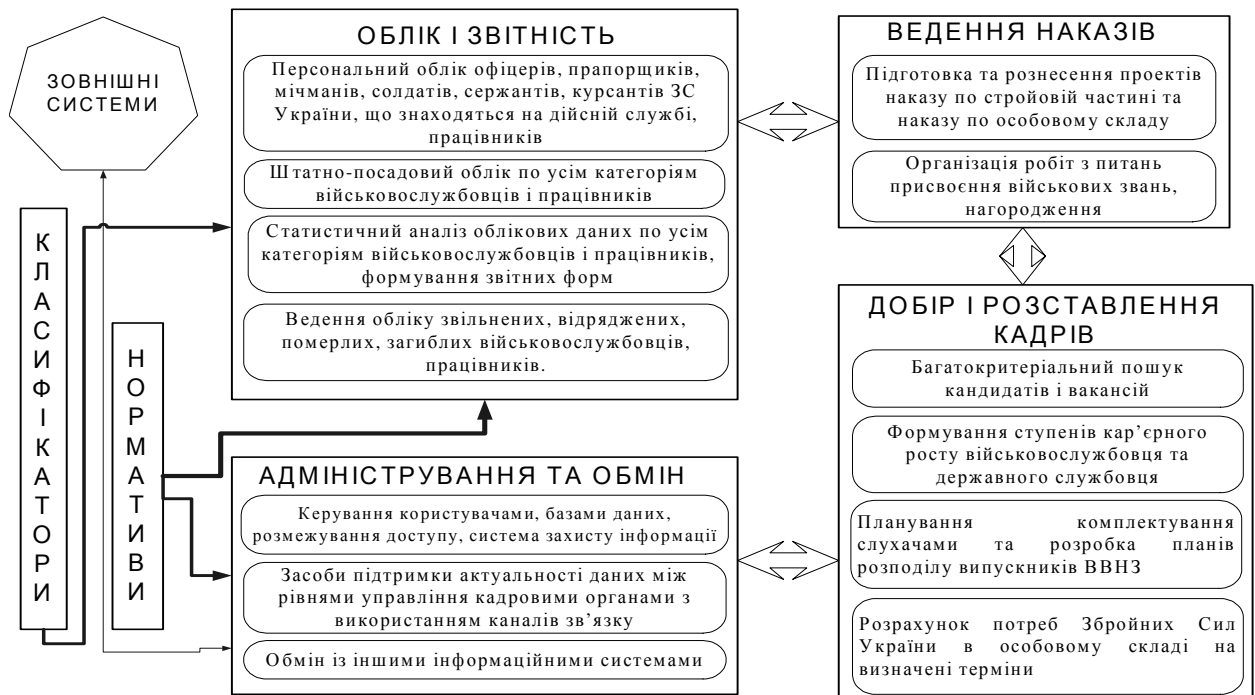 ЗОВНІШНІ
СИСТЕМИ
КЛАСИФІКАТОРИ
НОРМАТИВИ
ОБЛІК І ЗВІТНІСТЬ
Персональний облік офіцерів, прапорщиків,
мічманів, солдатів, сержантів, курсантів ЗС
України, що знаходяться на дійсній службі,
працівників
Штатно-посадовий облік по усім категоріям
військовослужбовців і працівників
Статистичний аналіз облікових даних по усім
категоріям військовослужбовців і працівників,
формування звітних форм
Ведення обліку звільнених, відряджених,
померлих, загиблих військовослужбовців,
працівників.
АДМІНІСТРУВАННЯ ТА ОБМІН
Керування користувачами, базами даних,
розмежування доступу, система захисту інформації
Засоби підтримки актуальності даних між
рівнями управління кадровими органами з
використанням каналів зв’язку
Обмін із іншими інформаційними системами
ВЕДЕННЯ НАКАЗІВ
Підготовка та рознесення проектів
наказу по стройовій частині та
наказу по особовому складу
Організація робіт з питань
присвоєння військових звань,
нагородження
ДОБІР І РОЗСТАВЛЕННЯ
КАДРІВ
Багатокритеріальний пошук
кандидатів і вакансій
Формування ступенів кар’єрного
росту військовослужбовця та
державного службовця
Планування комплектування
слухачами та розробка планів
розподілу випускників ВВНЗ
Розрахунок потреб Збройних Сил
України в особовому складі на
визначені терміни